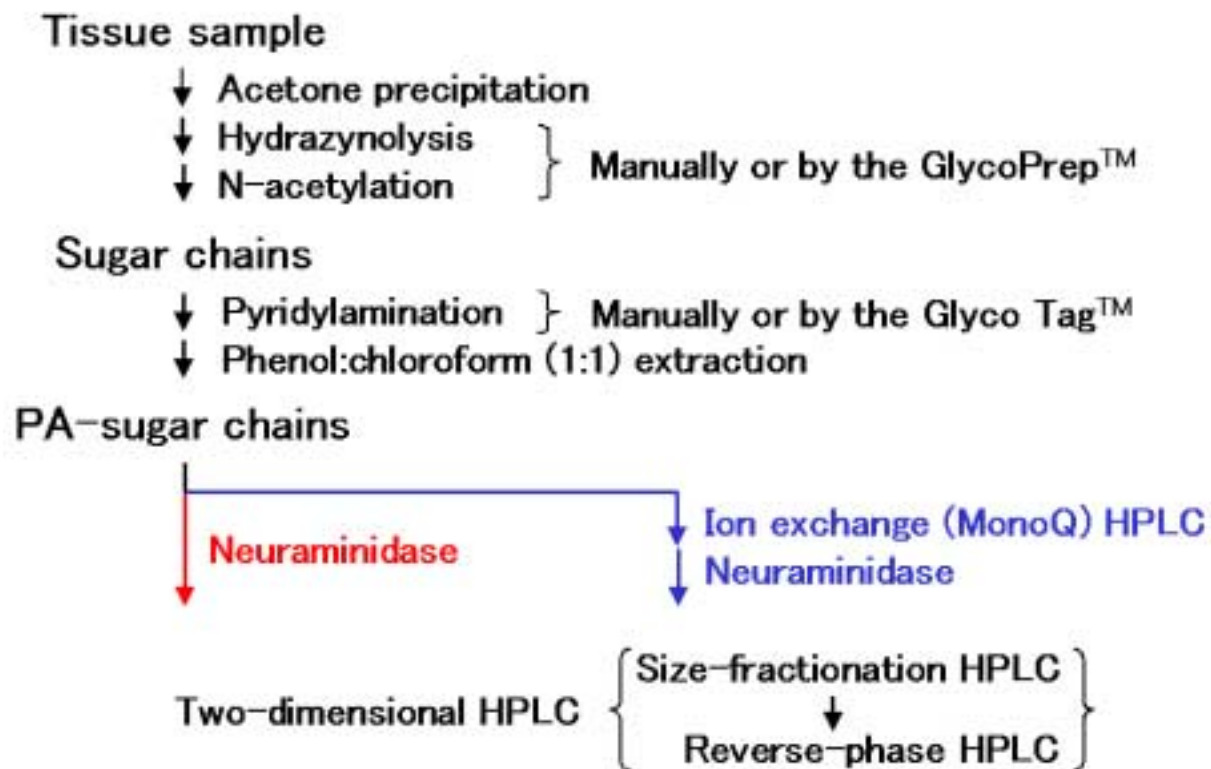 Tissue sample
Acetone precipitation
Hydrazynolysis
N-acetylation
Manually or by the GlycoPrep™
Sugar chains
Pyridylamination
Manually or by the Glyco Tag™
Phenol:chloroform (1:1) extraction
PA-sugar chains
Neuraminidase
Ion exchange (MonoQ) HPLC
Neuraminidase
Two-dimensional HPLC
Size-fractionation HPLC
Reverse-phase HPLC